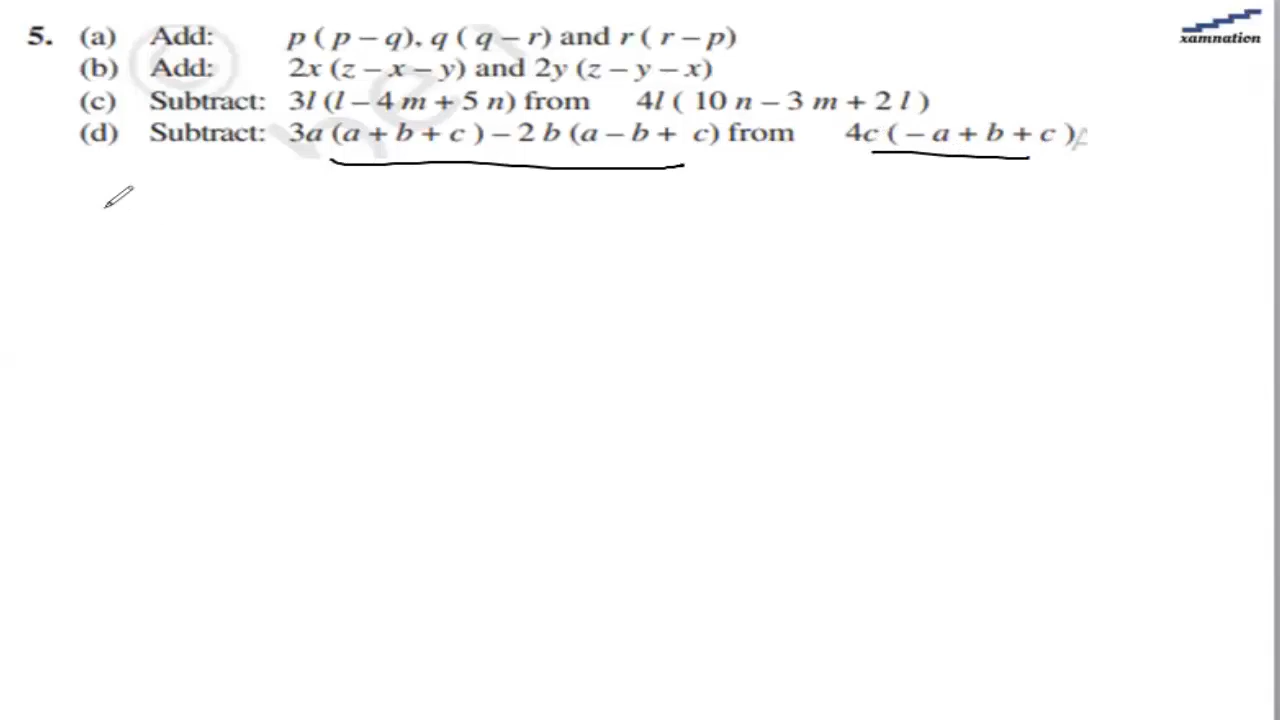 xamnation
5. (a) Add: p ( p – q), q ( q – r) and r ( r – p)
(b) Add: 2x (z – x – y) and 2y (z – y – x)
(c) Subtract: 3l (l – 4 m + 5 n) from 4l ( 10 n – 3 m + 2 l )
(d) Subtract: 3a (a + b + c ) – 2 b (a – b + c) from 4c ( – a + b + c )